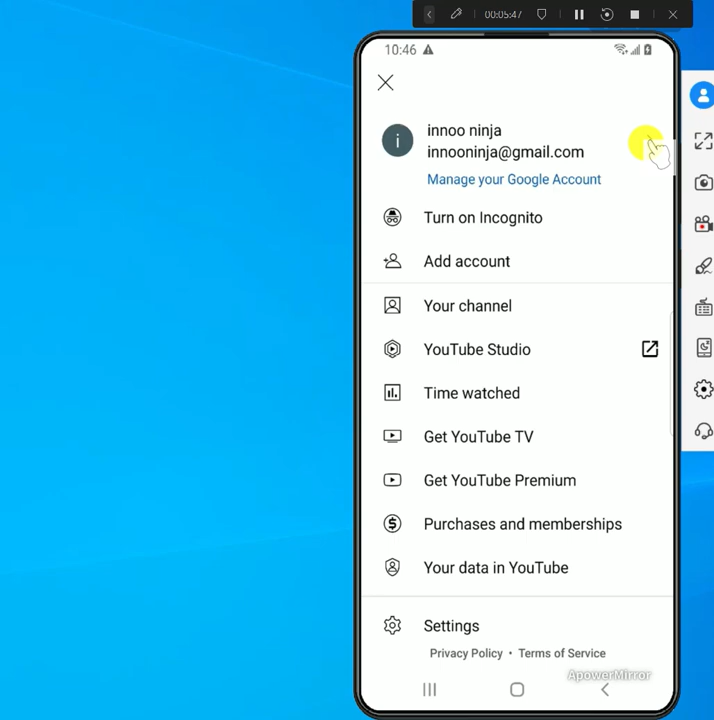 00:05:47
10:46
i
innoo ninja
innooninja@gmail.com
Manage your Google Account
Turn on Incognito
Add account
Your channel
YouTube Studio
Time watched
Get YouTube TV
Get YouTube Premium
Purchases and memberships
Your data in YouTube
Settings
Privacy Policy • Terms of Service
ApowerMirror